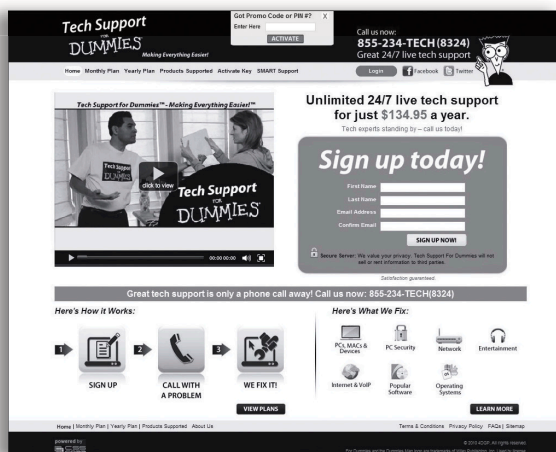 Tech Support
FOR
DUMMIES
Making Everything Easier!
Got Promo Code or PIN #? X
Enter Here
ACTIVATE
Call us now:
855-234-TECH (8324)
Great 24/7 live tech support
Home Monthly Plan Yearly Plan Products Supported Activate Key SMART Support
Login Facebook Twitter
Tech Support for Dummies™ - Making Everything Easier!™
Tech Support
FOR
DUMMIES
click to view
Tech Support
FOR
DUMMIES
00:00 00:00
Unlimited 24/7 live tech support
for just $134.95 a year.
Tech experts standing by – call us today!
Sign up today!
First Name
Last Name
Email Address
Confirm Email
SIGN UP NOW!
Secure Server: We value your privacy. Tech Support For Dummies will not
sell or rent information to third parties.
Satisfaction guaranteed.
Great tech support is only a phone call away! Call us now: 855-234-TECH(8324)
Here's How it Works:
1 2 3
SIGN UP
CALL WITH
A PROBLEM
WE FIX IT!
VIEW PLANS
Here's What We Fix:
PCs, MACs &
Devices
PC Security
Network
Entertainment
Internet & VoIP
Popular
Software
Operating
Systems
LEARN MORE
Home | Monthly Plan | Yearly Plan | Products Supported About Us
Terms & Conditions Privacy Policy FAQs | Sitemap
powered by
All rights reserved